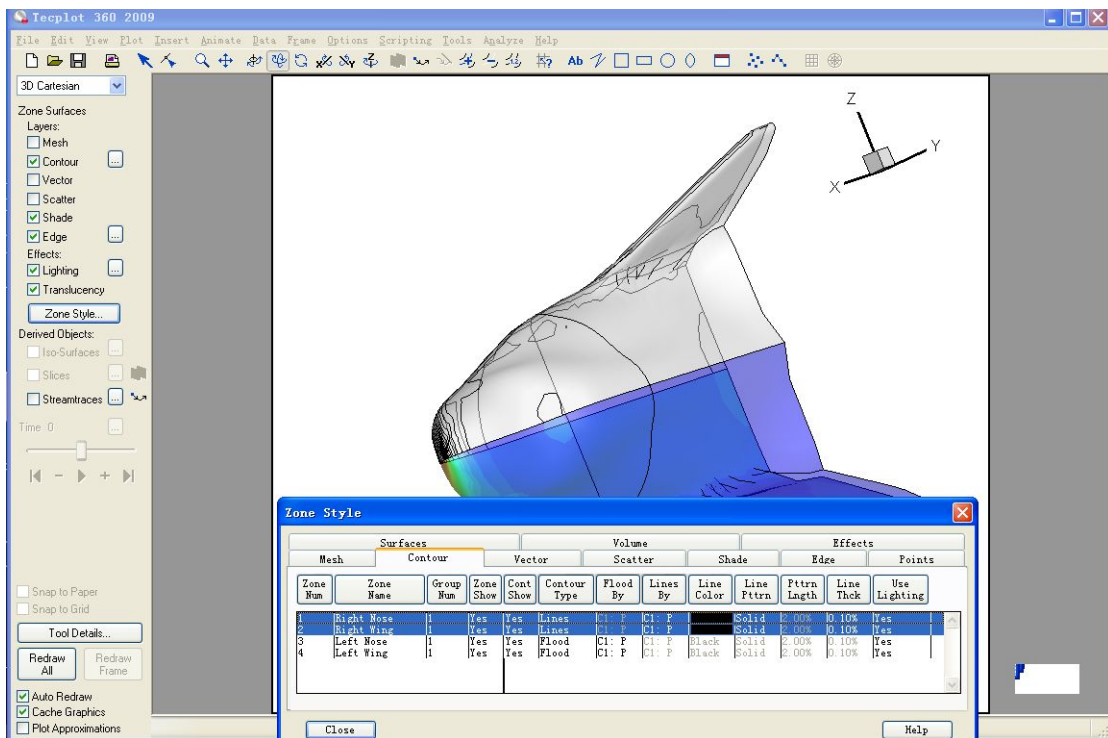 Tecplot 360 2009
File Edit View Plot Insert Animate Data Frame Options Scripting Tools Analyze Help
Ab
3D Cartesian
Zone Surfaces
Layers:
Mesh
Contour ...
Vector
Scatter
Shade
Edge ...
Effects:
Lighting ...
Translucency
Zone Style...
Derived Objects:
Iso-Surfaces ...
Slices ...
Streamtraces ...
Time 0 ...
Snap to Paper
Snap to Grid
Tool Details...
Redraw All Redraw Frame
Auto Redraw
Cache Graphics
Plot Approximations
Z
Y
X
Zone Style
Surfaces Volume Effects
Mesh Contour Vector Scatter Shade Edge Points
Zone Num Zone Name Group Num Zone Show Cont Show Contour Type Flood By Lines By Line Color Line Pttrn Pttrn Lngth Line Thck Use Lighting
1 Right Nose 1 Yes Yes Lines C1: P C1: P Solid 2.00% 0.10% Yes
2 Right Wing 1 Yes Yes Lines C1: P C1: P Solid 2.00% 0.10% Yes
3 Left Nose 1 Yes Yes Flood C1: P C1: P Black Solid 2.00% 0.10% Yes
4 Left Wing 1 Yes Yes Flood C1: P C1: P Black Solid 2.00% 0.10% Yes
Close Help